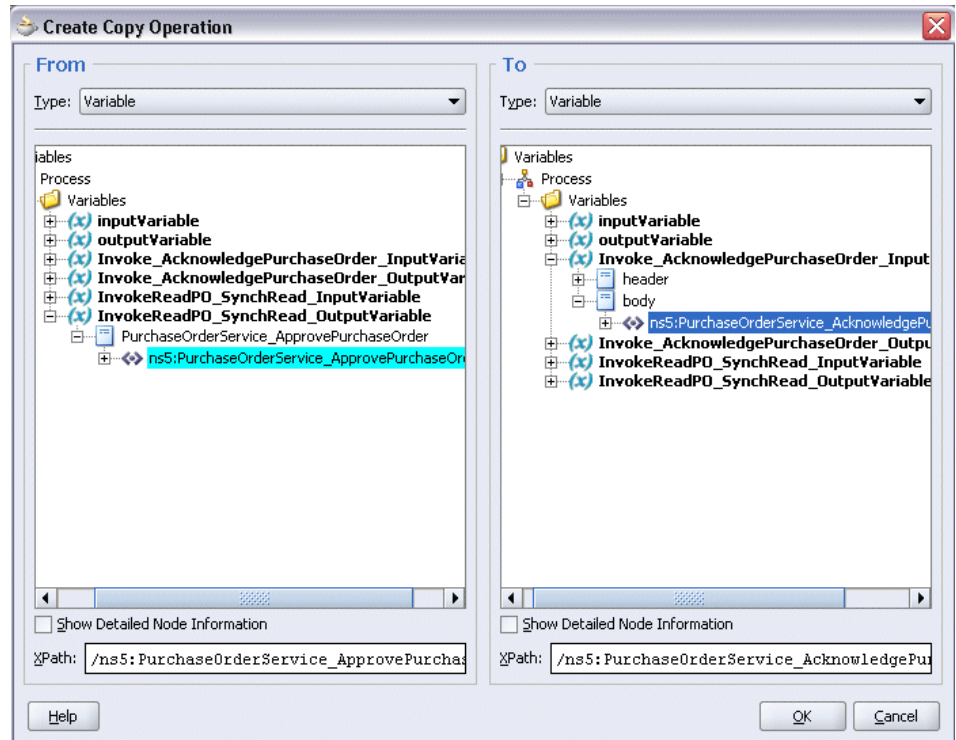 Create Copy Operation
From
Type: Variable
iables
Process
Variables
(x) inputVariable
(x) outputVariable
(x) Invoke_AcknowledgePurchaseOrder_InputVaria
(x) Invoke_AcknowledgePurchaseOrder_OutputVar
(x) InvokeReadPO_SynchRead_InputVariable
(x) InvokeReadPO_SynchRead_OutputVariable
PurchaseOrderService_ApprovePurchaseOrder
ns5:PurchaseOrderService_ApprovePurchaseOr
Show Detailed Node Information
XPath: /ns5:PurchaseOrderService_ApprovePurchas
To
Type: Variable
Variables
Process
Variables
(x) inputVariable
(x) outputVariable
(x) Invoke_AcknowledgePurchaseOrder_Input
header
body
ns5:PurchaseOrderService_AcknowledgePu
(x) Invoke_AcknowledgePurchaseOrder_Outpu
(x) InvokeReadPO_SynchRead_InputVariable
(x) InvokeReadPO_SynchRead_OutputVariable
Show Detailed Node Information
XPath: /ns5:PurchaseOrderService_AcknowledgePur
Help
OK
Cancel